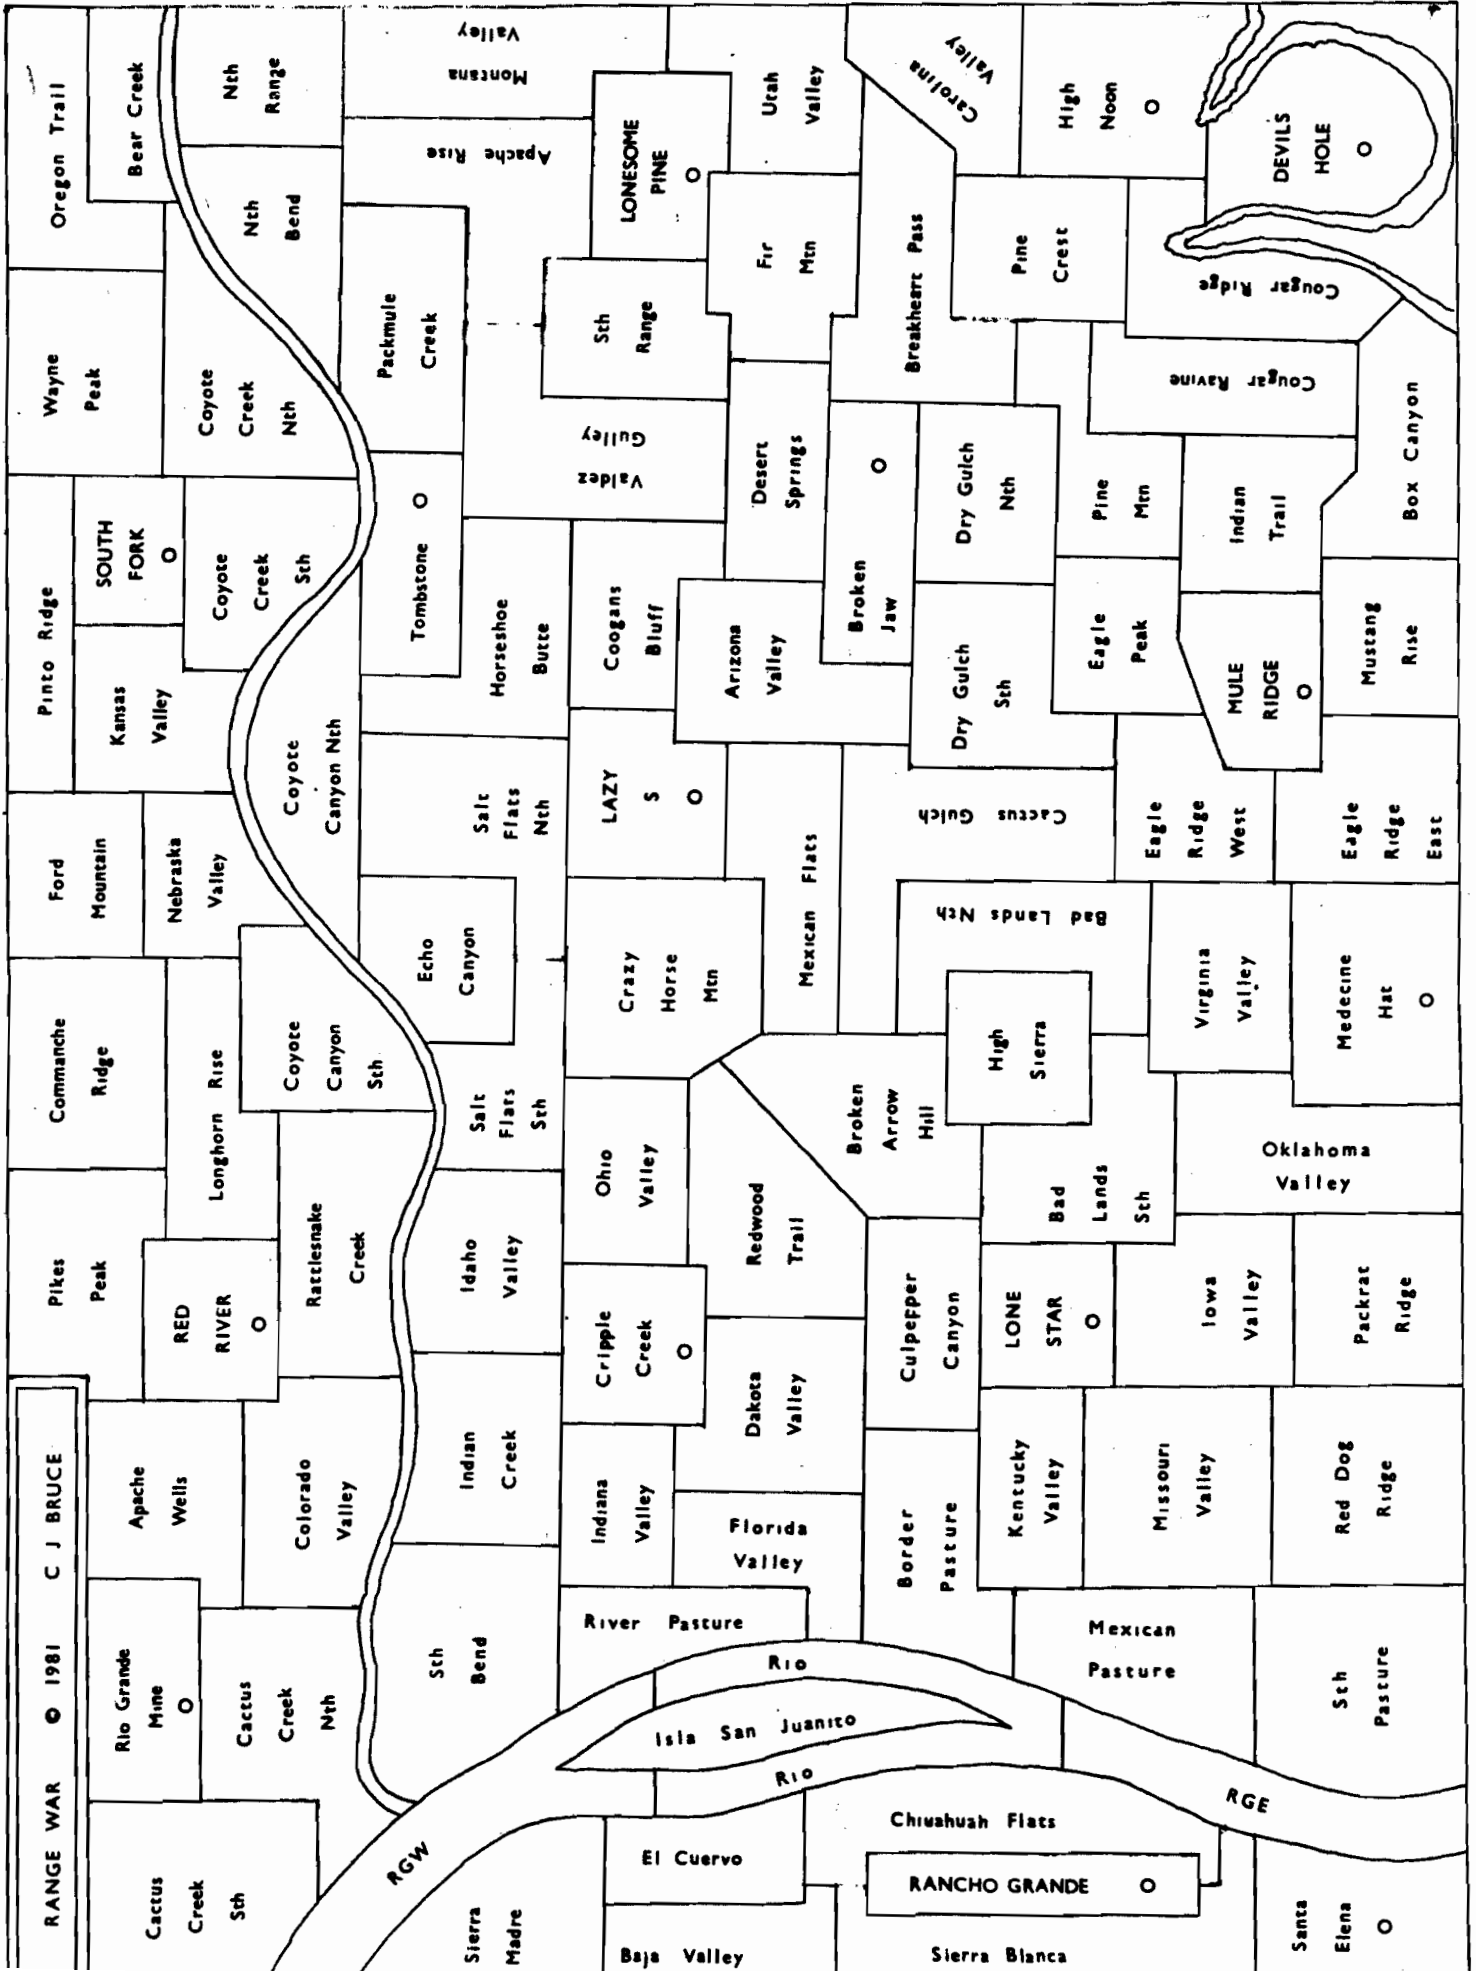 Oregon Trail
Bear Creek
Nth
Range
Montana
Valley
Utah
Valley
Carolina
Valley
High
Noon
DEVILS
HOLE
Nth
Bend
Apache Rise
LONESOME
PINE
Fir
Mtn
Breakheart Pass
Pine
Crest
Cougar Ridge
Wayne
Peak
Coyote
Creek
Nth
Packmule
Creek
Sth
Range
Cougar Ravine
Valdez
Gulley
Desert
Springs
Box Canyon
Pinto Ridge
SOUTH
FORK
Coyote
Creek
Sth
Tombstone
Horseshoe
Butte
Coogans
Bluff
Broken
Jaw
Dry Gulch
Nth
Pine
Mtn
Indian
Trail
Kansas
Valley
Arizona
Valley
Dry Gulch
Sth
Eagle
Peak
MULE
RIDGE
Mustang
Rise
Coyote
Canyon Nth
Salt
Flats
Nth
LAZY
S
Mexican Flats
Cactus Gulch
Eagle
Ridge
West
Eagle
Ridge
East
Ford
Mountain
Nebraska
Valley
Echo
Canyon
Crazy
Horse
Mtn
Bad Lands Nth
Virginia
Valley
Medecine
Hat
Commanche
Ridge
Longhorn Rise
Coyote
Canyon
Sth
Salt
Flats
Sth
High
Sierra
Broken
Arrow
Hill
Ohio
Valley
Redwood
Trail
Bad
Lands
Sth
Oklahoma
Valley
Pikes
Peak
RED
RIVER
Rattlesnake
Creek
Idaho
Valley
Cripple
Creek
Culpepper
Canyon
LONE
STAR
Iowa
Valley
Packrat
Ridge
Apache
Wells
Colorado
Valley
Indian
Creek
Indiana
Valley
Dakota
Valley
Florida
Valley
Border
Pasture
Kentucky
Valley
Missouri
Valley
Red Dog
Ridge
RANGE WAR © 1981 C J BRUCE
Rio Grande
Mine
Cactus
Creek
Nth
Sth
Bend
River Pasture
Rio
Isla San Juanito
Rio
Mexican
Pasture
Sth
Pasture
RGE
RGW
Cactus
Creek
Sth
Sierra
Madre
El Cuervo
Chiuahuah Flats
RANCHO GRANDE
Baja Valley
Sierra Blanca
Santa
Elena